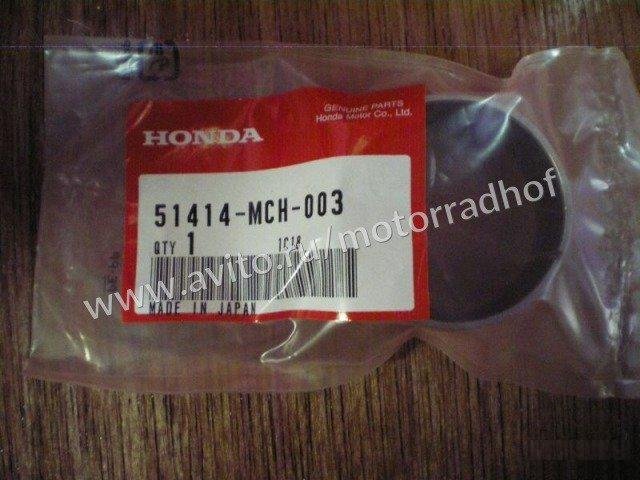 GENUINE PARTS
Honda Motor Co., Ltd.
HONDA
51414-MCH-003
QTY 1 1G18
MADE IN JAPAN
www.avito.ru/motorradhof